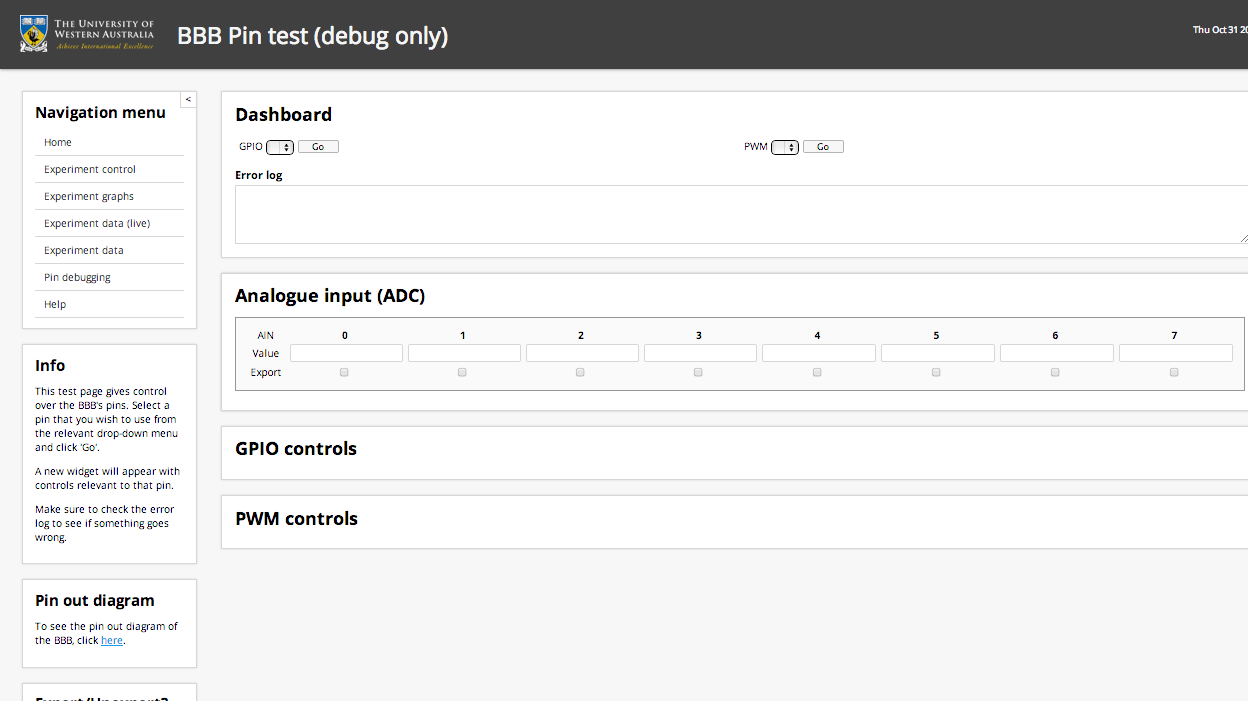 THE UNIVERSITY OF
WESTERN AUSTRALIA
Achieve International Excellence
BBB Pin test (debug only)
Thu Oct 31 20
<
Navigation menu
Home
Experiment control
Experiment graphs
Experiment data (live)
Experiment data
Pin debugging
Help
Info
This test page gives control
over the BBB's pins. Select a
pin that you wish to use from
the relevant drop-down menu
and click 'Go'.
A new widget will appear with
controls relevant to that pin.
Make sure to check the error
log to see if something goes
wrong.
Pin out diagram
To see the pin out diagram of
the BBB, click here.
Export/Unexport?
Dashboard
GPIO Go PWM Go
Error log
Analogue input (ADC)
AIN 0 1 2 3 4 5 6 7
Value
Export
GPIO controls
PWM controls